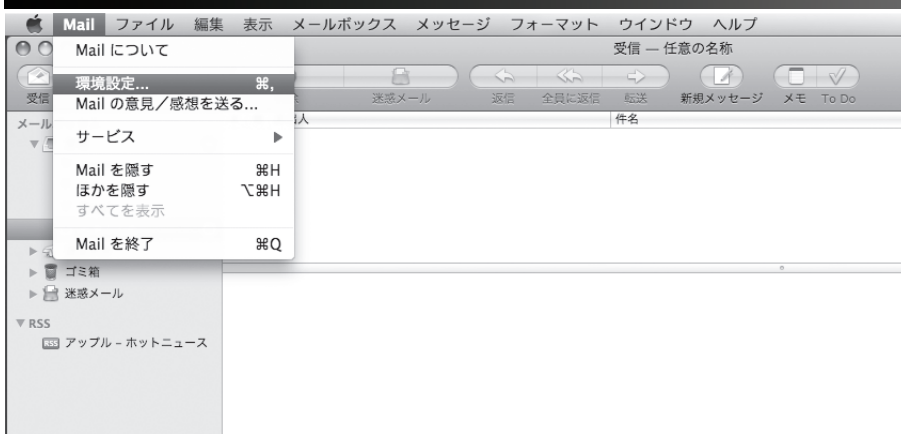 Mail ファイル 編集 表示 メールボックス メッセージ フォーマット ウインドウ ヘルプ
受信 — 任意の名称
Mail について
環境設定... ⌘,
Mail の意見／感想を送る...
サービス ▶
Mail を隠す ⌘H
ほかを隠す ⌥⌘H
すべてを表示
Mail を終了 ⌘Q
受信 迷惑メール 返信 全員に返信 転送 新規メッセージ メモ To Do
メール 件名
ゴミ箱
迷惑メール
RSS
RSS アップル – ホットニュース